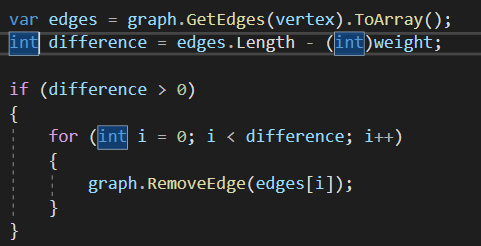 var edges = graph.GetEdges(vertex).ToArray();
int difference = edges.Length - (int)weight;

if (difference > 0)
{
    for (int i = 0; i < difference; i++)
    {
        graph.RemoveEdge(edges[i]);
    }
}